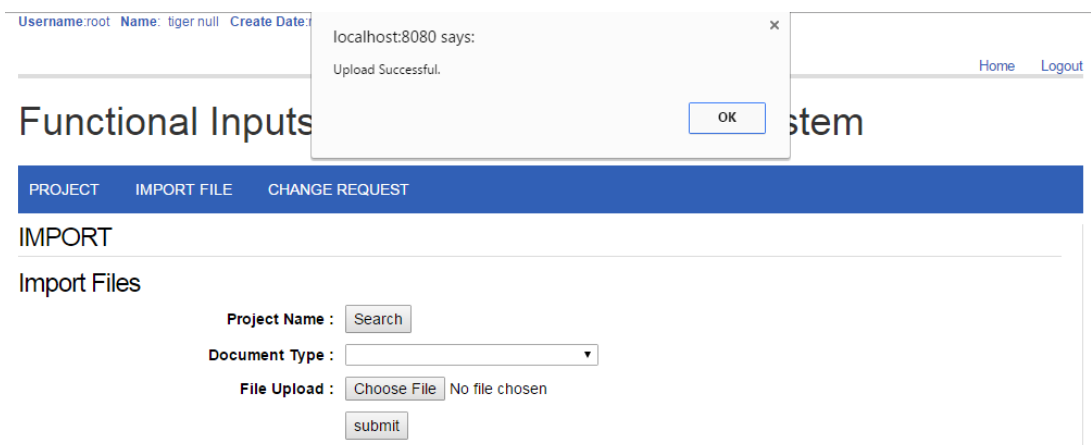 Username:root Name: tiger null Create Date:
localhost:8080 says:
Upload Successful.
OK
Home Logout
Functional Inputs stem
PROJECT IMPORT FILE CHANGE REQUEST
IMPORT
Import Files
Project Name : Search
Document Type :
File Upload : Choose File No file chosen
submit